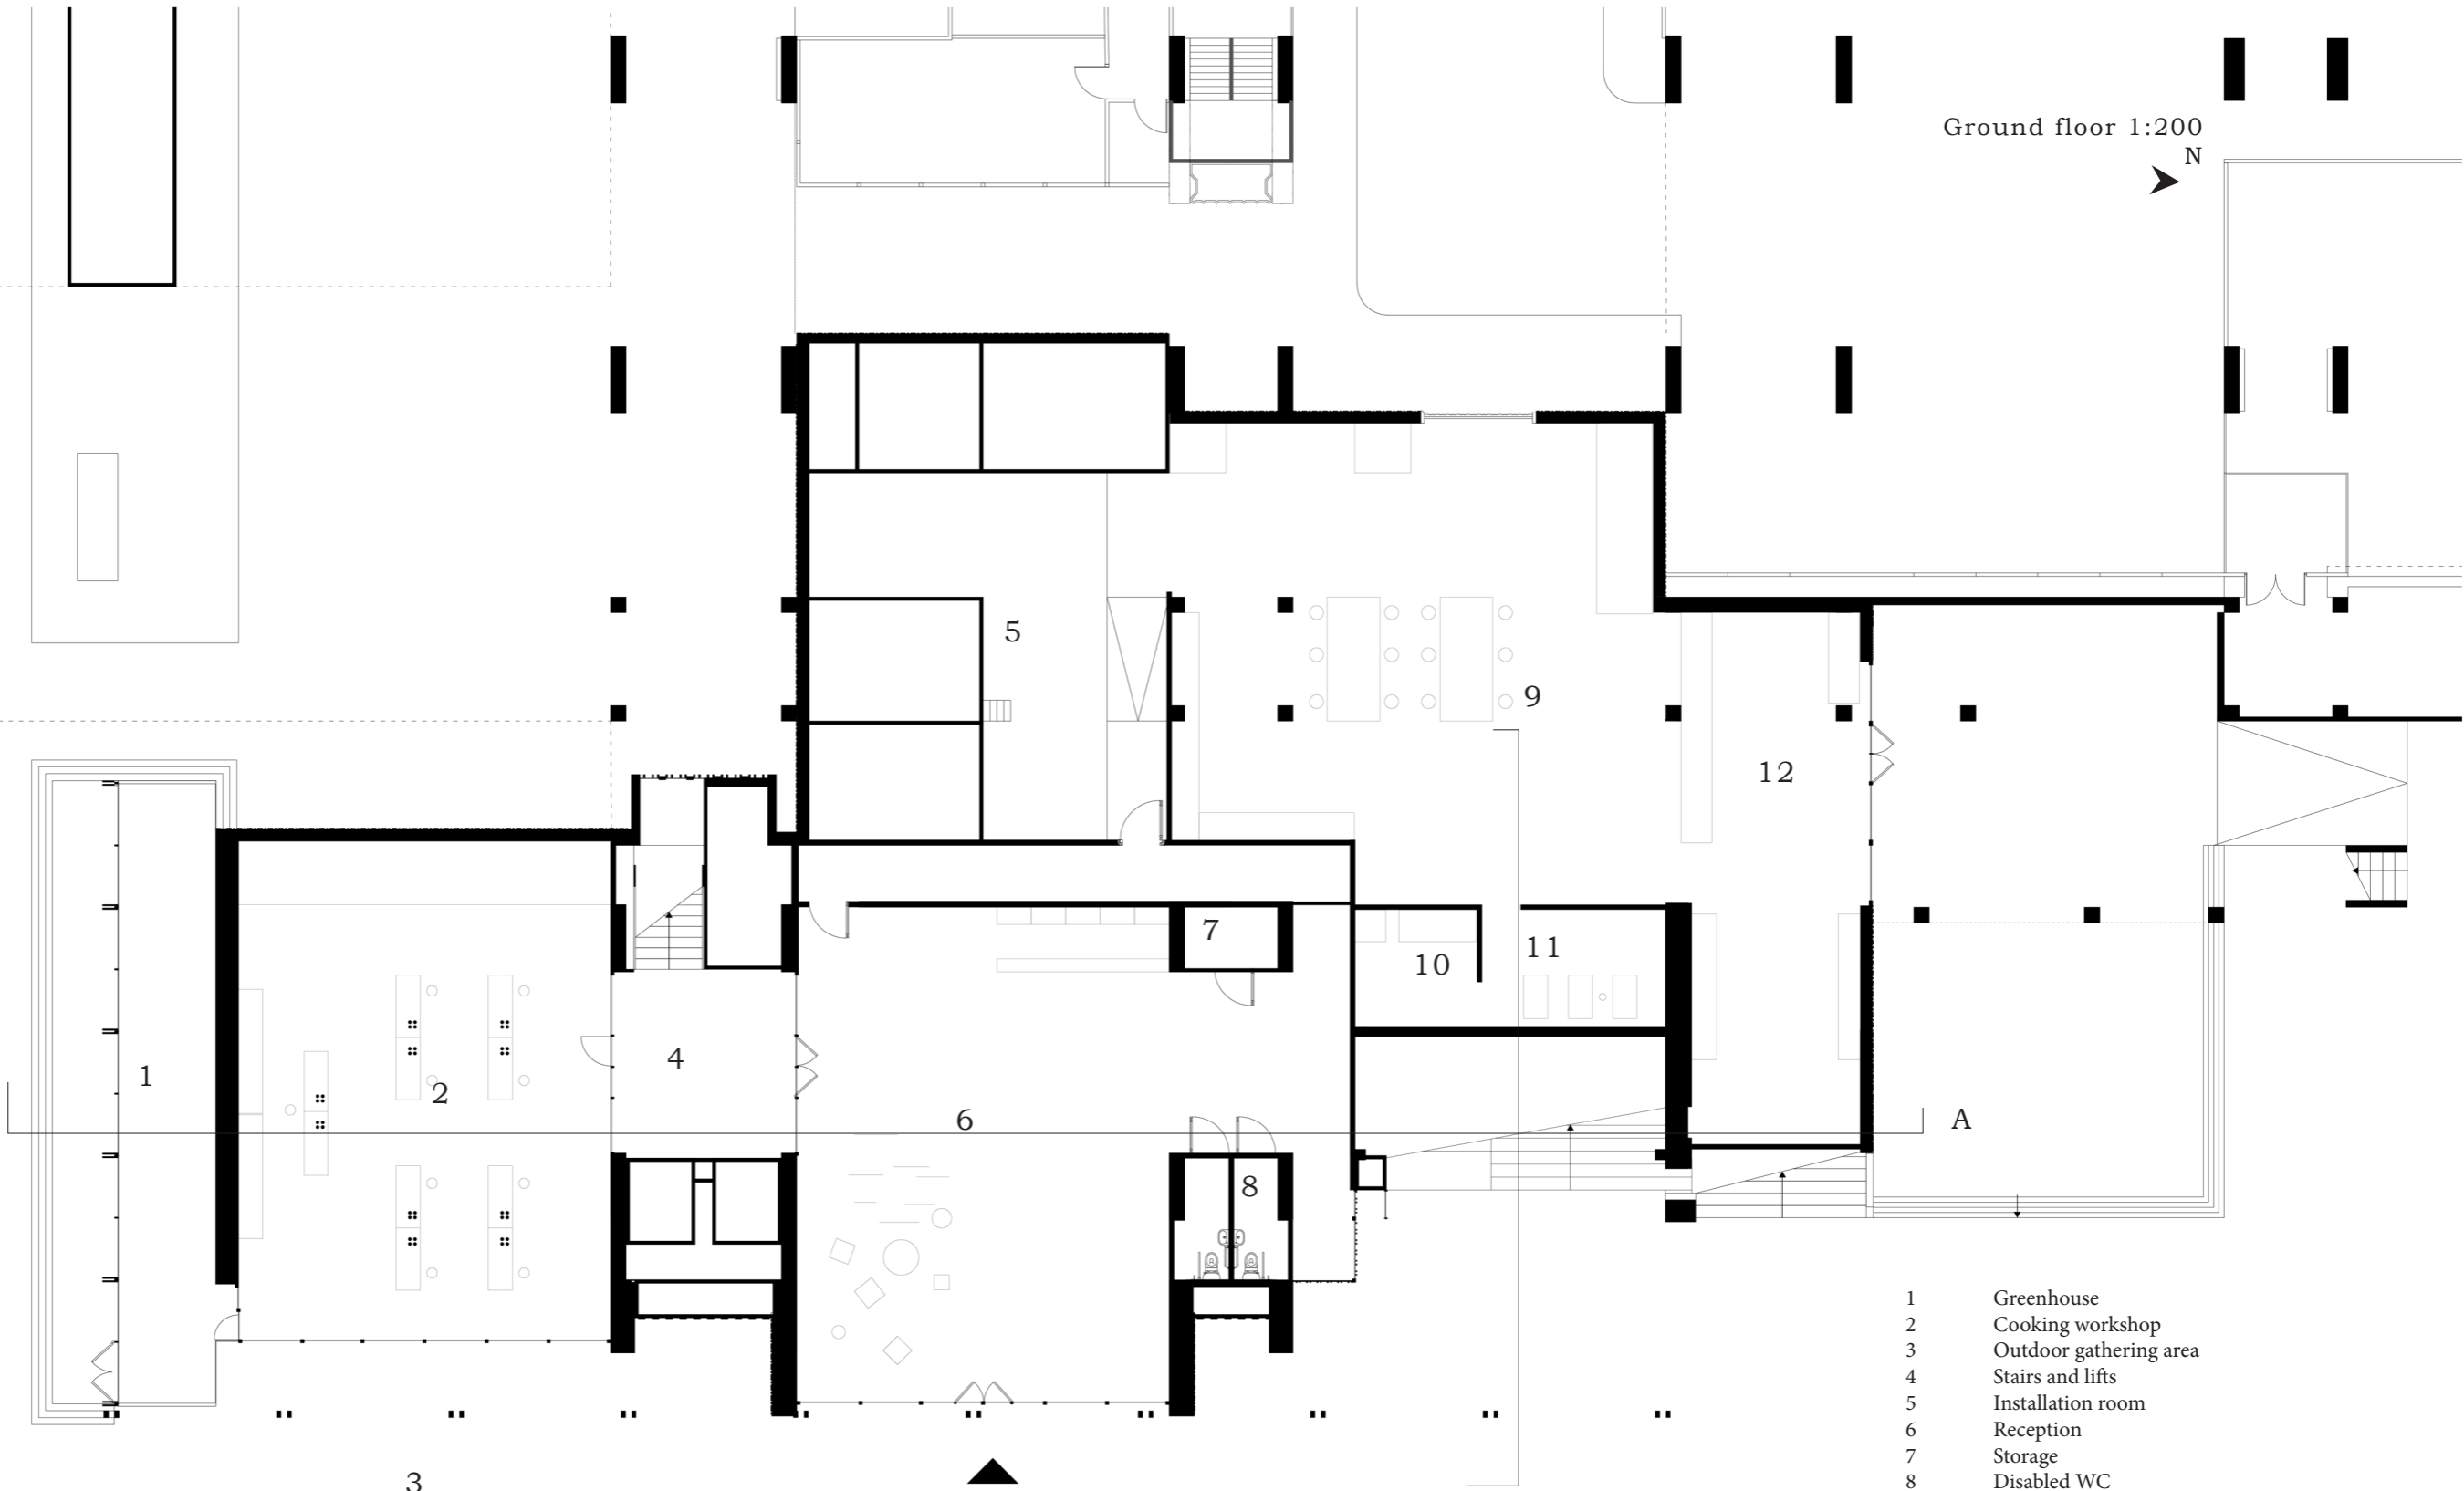 Ground floor 1:200
N
5
9
12
7
11
10
4
1
2
6
A
8
1 Greenhouse
2 Cooking workshop
3 Outdoor gathering area
4 Stairs and lifts
5 Installation room
6 Reception
7 Storage
8 Disabled WC
3